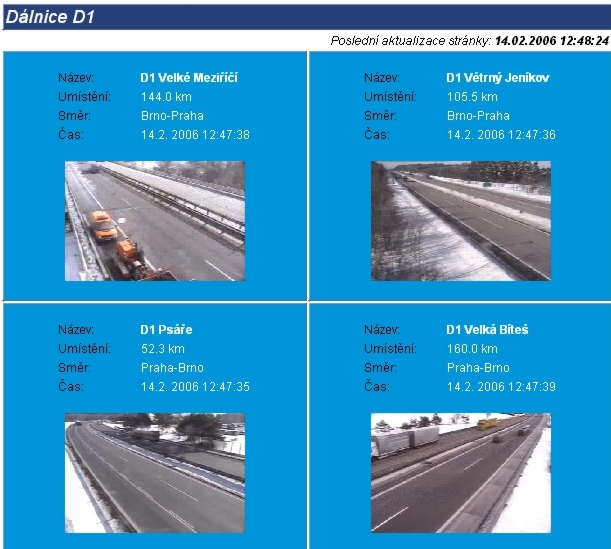 Dálnice D1
Poslední aktualizace stránky: 14.02.2006 12:48:24
Název: D1 Velké Meziříčí
Umístění: 144.0 km
Směr: Brno-Praha
Čas: 14.2. 2006 12:47:38
Název: D1 Větrný Jeníkov
Umístění: 105.5 km
Směr: Brno-Praha
Čas: 14.2. 2006 12:47:36
Název: D1 Psáře
Umístění: 52.3 km
Směr: Praha-Brno
Čas: 14.2. 2006 12:47:35
Název: D1 Velká Bíteš
Umístění: 160.0 km
Směr: Praha-Brno
Čas: 14.2. 2006 12:47:39